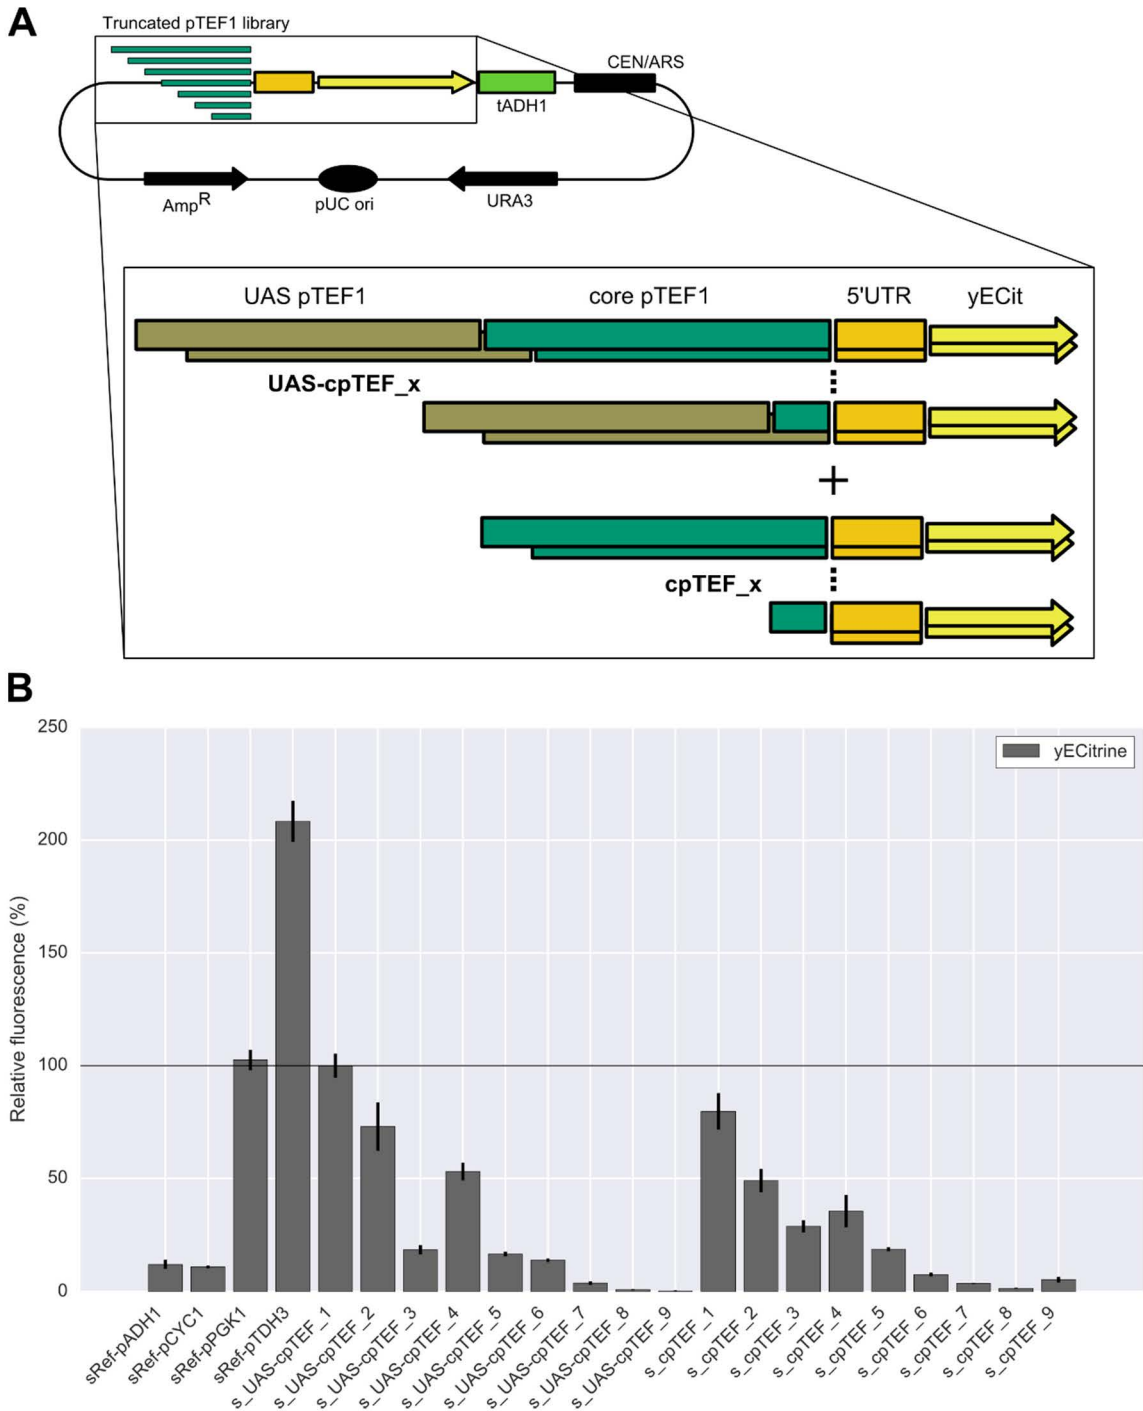 A
Truncated pTEF1 library
CEN/ARS
tADH1
AmpR
pUC ori
URA3
UAS pTEF1
core pTEF1
5'UTR
yECit
UAS-cpTEF_x
+
cpTEF_x
B
250
200
150
100
50
0
Relative fluorescence (%)
yECitrine
sRef-pADH1
sRef-pCYC1
sRef-pPGK1
sRef-pTDH3
s_UAS-cpTEF_1
s_UAS-cpTEF_2
s_UAS-cpTEF_3
s_UAS-cpTEF_4
s_UAS-cpTEF_5
s_UAS-cpTEF_6
s_UAS-cpTEF_7
s_UAS-cpTEF_8
s_UAS-cpTEF_9
s_cpTEF_1
s_cpTEF_2
s_cpTEF_3
s_cpTEF_4
s_cpTEF_5
s_cpTEF_6
s_cpTEF_7
s_cpTEF_8
s_cpTEF_9